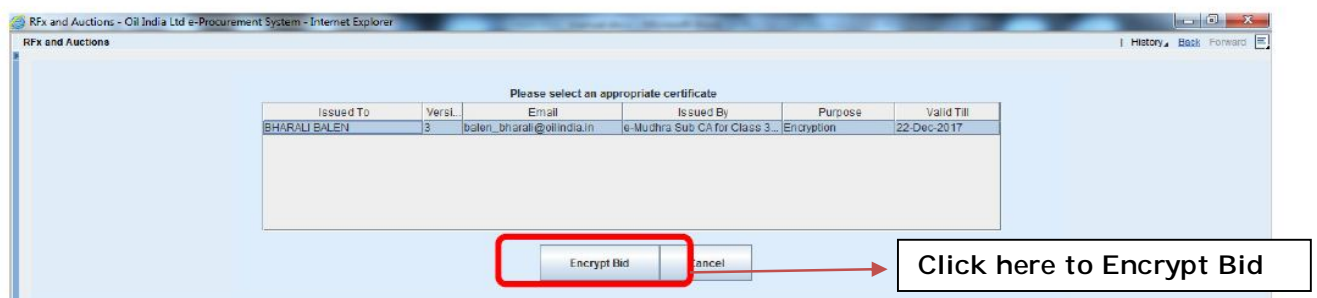 RFx and Auctions - Oil India Ltd e-Procurement System - Internet Explorer
RFx and Auctions
History Back Forward
Please select an appropriate certificate
Issued To Versi... Email Issued By Purpose Valid Till
BHARALI BALEN 3 balen_bharali@oilindia.in e-Mudhra Sub CA for Class 3... Encryption 22-Dec-2017
Encrypt Bid Cancel
Click here to Encrypt Bid